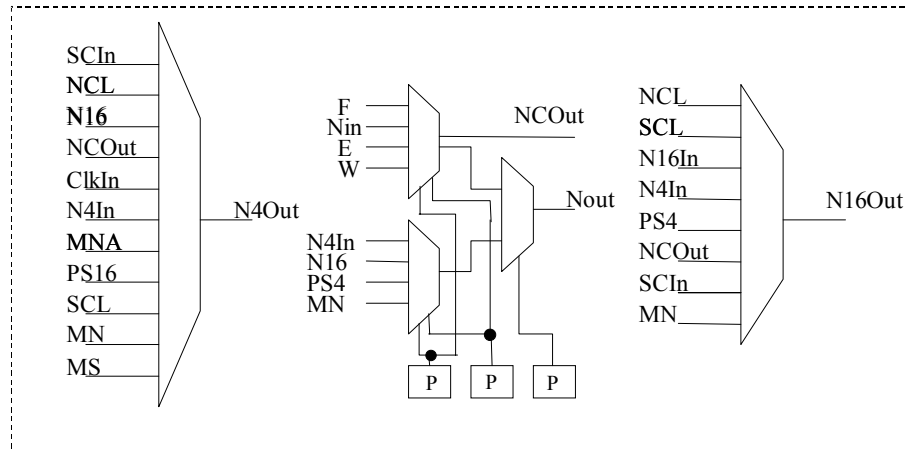 SCIn
NCL
N16
NCOut
ClkIn
N4In
MNA
PS16
SCL
MN
MS
N4Out
F
Nin
E
W
NCOut
N4In
N16
PS4
MN
Nout
P
P
P
NCL
SCL
N16In
N4In
PS4
NCOut
SCIn
MN
N16Out